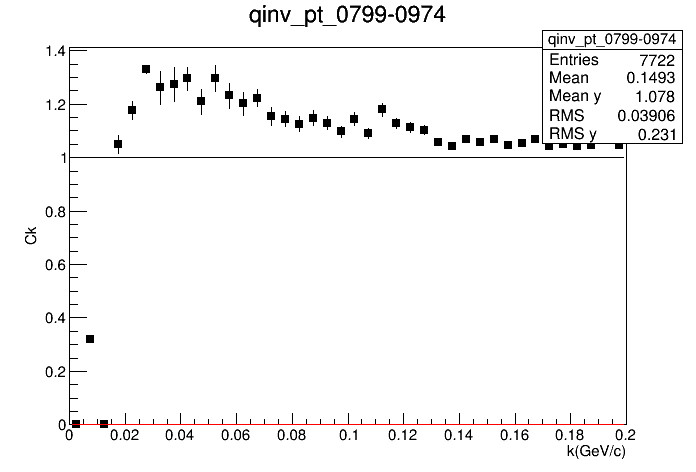 qinv_pt_0799-0974
qinv_pt_0799-0974
Entries 7722
Mean 0.1493
Mean y 1.078
RMS 0.03906
RMS y 0.231
1.4
1.2
1
0.8
0.6
0.4
0.2
0
Ck
0 0.02 0.04 0.06 0.08 0.1 0.12 0.14 0.16 0.18 0.2
k(GeV/c)